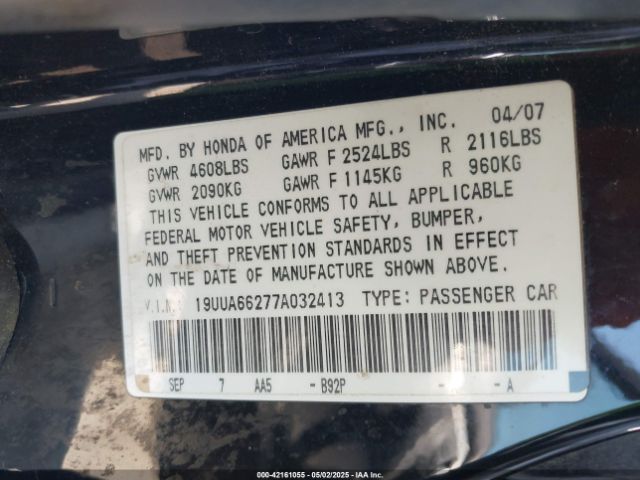 MFD. BY HONDA OF AMERICA MFG., INC. 04/07
GVWR 4608LBS GAWR F 2524LBS R 2116LBS
GVWR 2090KG GAWR F 1145KG R 960KG
THIS VEHICLE CONFORMS TO ALL APPLICABLE
FEDERAL MOTOR VEHICLE SAFETY, BUMPER,
AND THEFT PREVENTION STANDARDS IN EFFECT
ON THE DATE OF MANUFACTURE SHOWN ABOVE.
V.I.N. 19UUA66277A032413 TYPE: PASSENGER CAR
SEP 7 AA5 - B92P - - A
000-42161055 - 05/02/2025 - IAA Inc.